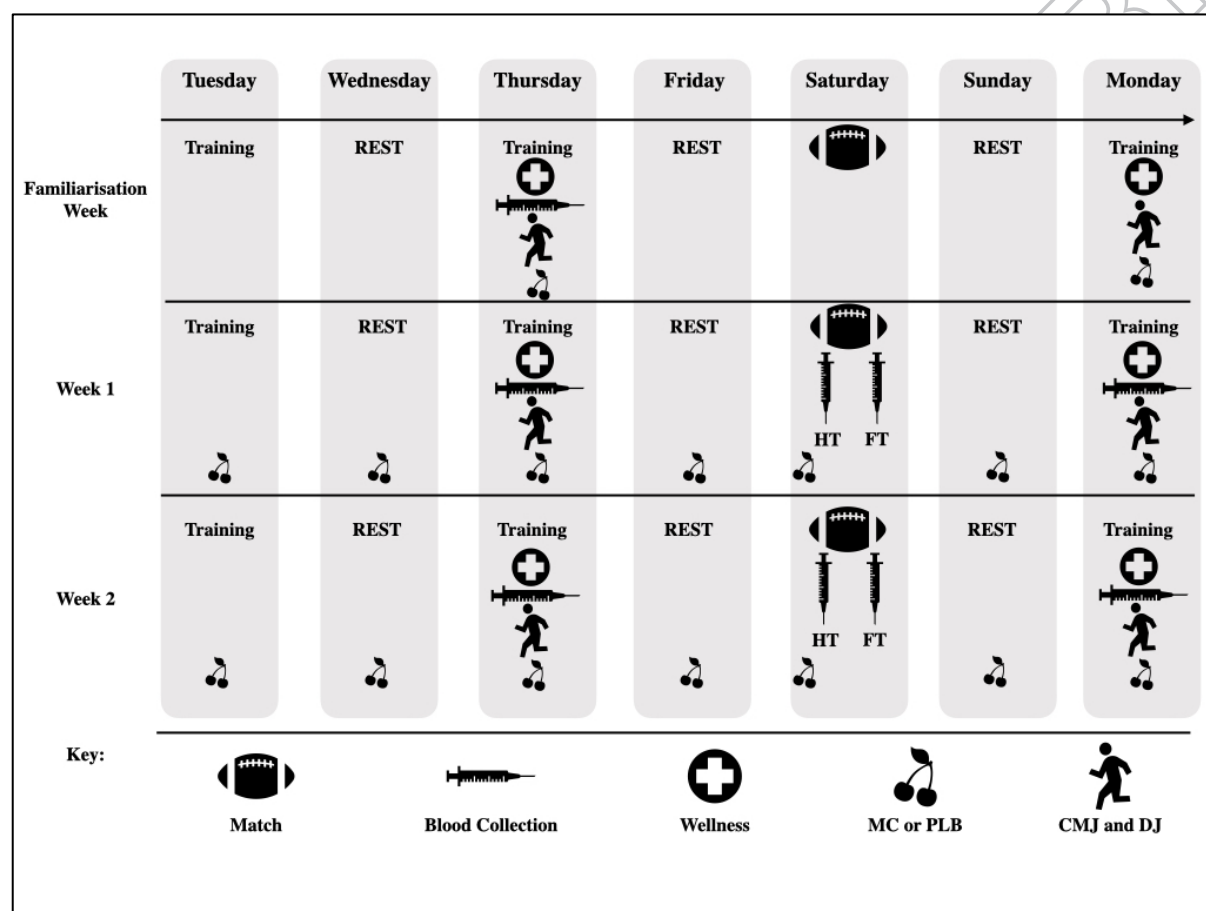 Tuesday Wednesday Thursday Friday Saturday Sunday Monday
Training REST Training REST REST Training
Familiarisation
Week
Training REST Training REST REST Training
Week 1
HT FT
Training REST Training REST REST Training
Week 2
HT FT
Key:
Match Blood Collection Wellness MC or PLB CMJ and DJ